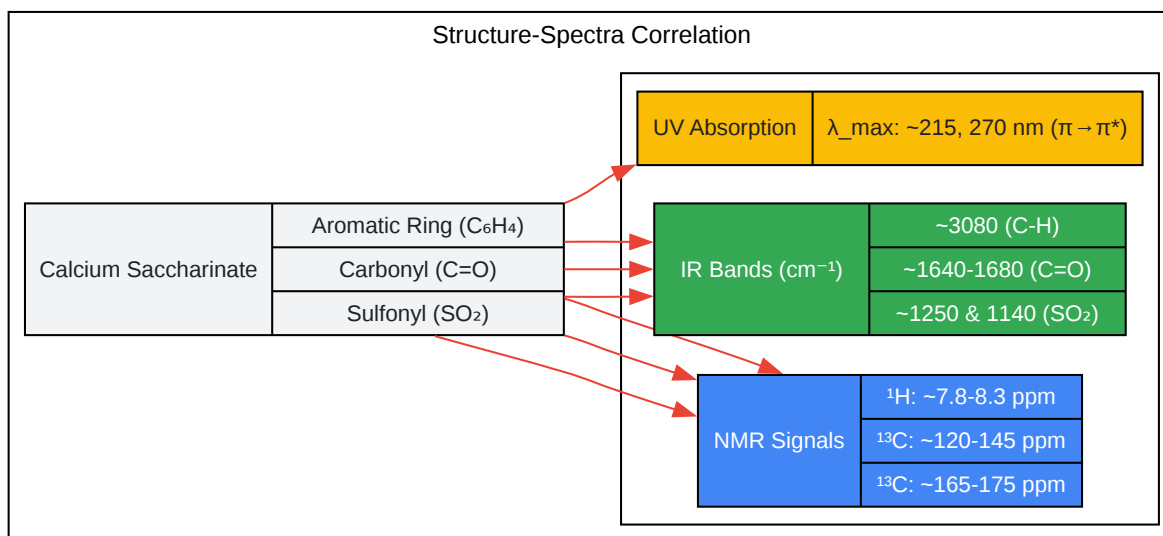 Structure-Spectra Correlation
UV Absorption
λ_max: ~215, 270 nm (π→π*)
Calcium Saccharinate
Aromatic Ring (C₆H₄)
Carbonyl (C=O)
Sulfonyl (SO₂)
IR Bands (cm⁻¹)
~3080 (C-H)
~1640-1680 (C=O)
~1250 & 1140 (SO₂)
NMR Signals
¹H: ~7.8-8.3 ppm
¹³C: ~120-145 ppm
¹³C: ~165-175 ppm